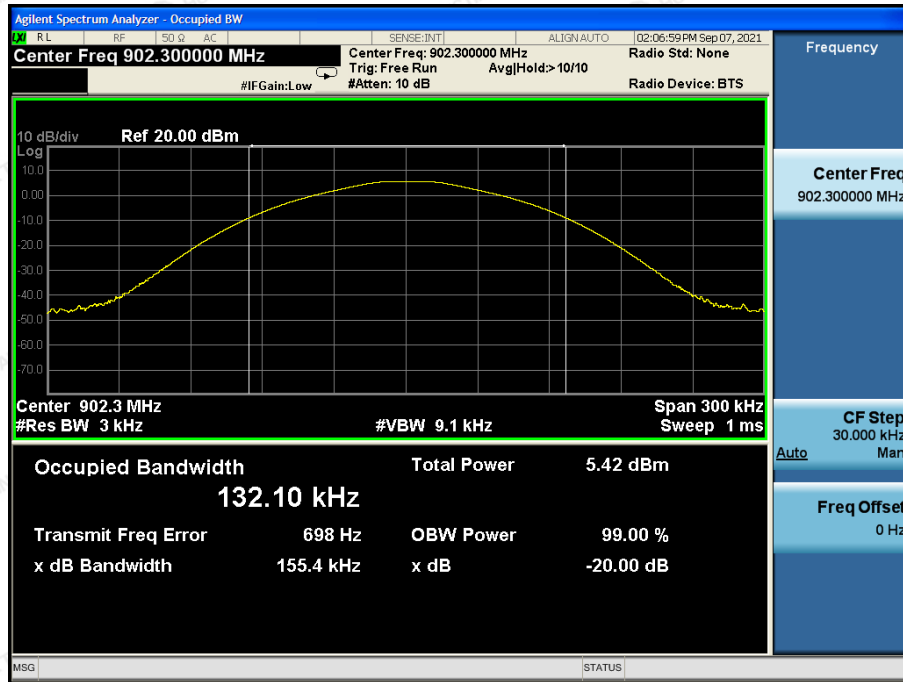 Agilent Spectrum Analyzer - Occupied BW
LXI RL RF 50 Ω AC SENSE:INT ALIGN AUTO 02:06:59 PM Sep 07, 2021
Center Freq 902.300000 MHz
Center Freq: 902.300000 MHz
Radio Std: None
Trig: Free Run Avg|Hold:>10/10
#IFGain:Low
#Atten: 10 dB
Radio Device: BTS
Frequency
10 dB/div Ref 20.00 dBm
Log
10.0
0.00
-10.0
-20.0
-30.0
-40.0
-50.0
-60.0
-70.0
Center 902.3 MHz Span 300 kHz
#Res BW 3 kHz #VBW 9.1 kHz Sweep 1 ms
Occupied Bandwidth Total Power 5.42 dBm
132.10 kHz
Transmit Freq Error 698 Hz OBW Power 99.00 %
x dB Bandwidth 155.4 kHz x dB -20.00 dB
Center Freq
902.300000 MHz
CF Step
30.000 kHz
Auto Man
Freq Offset
0 Hz
MSG STATUS